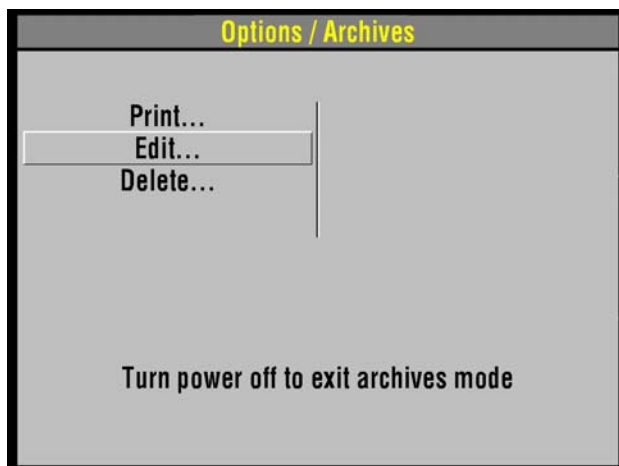 Options / Archives
Print...
Edit...
Delete...
Turn power off to exit archives mode